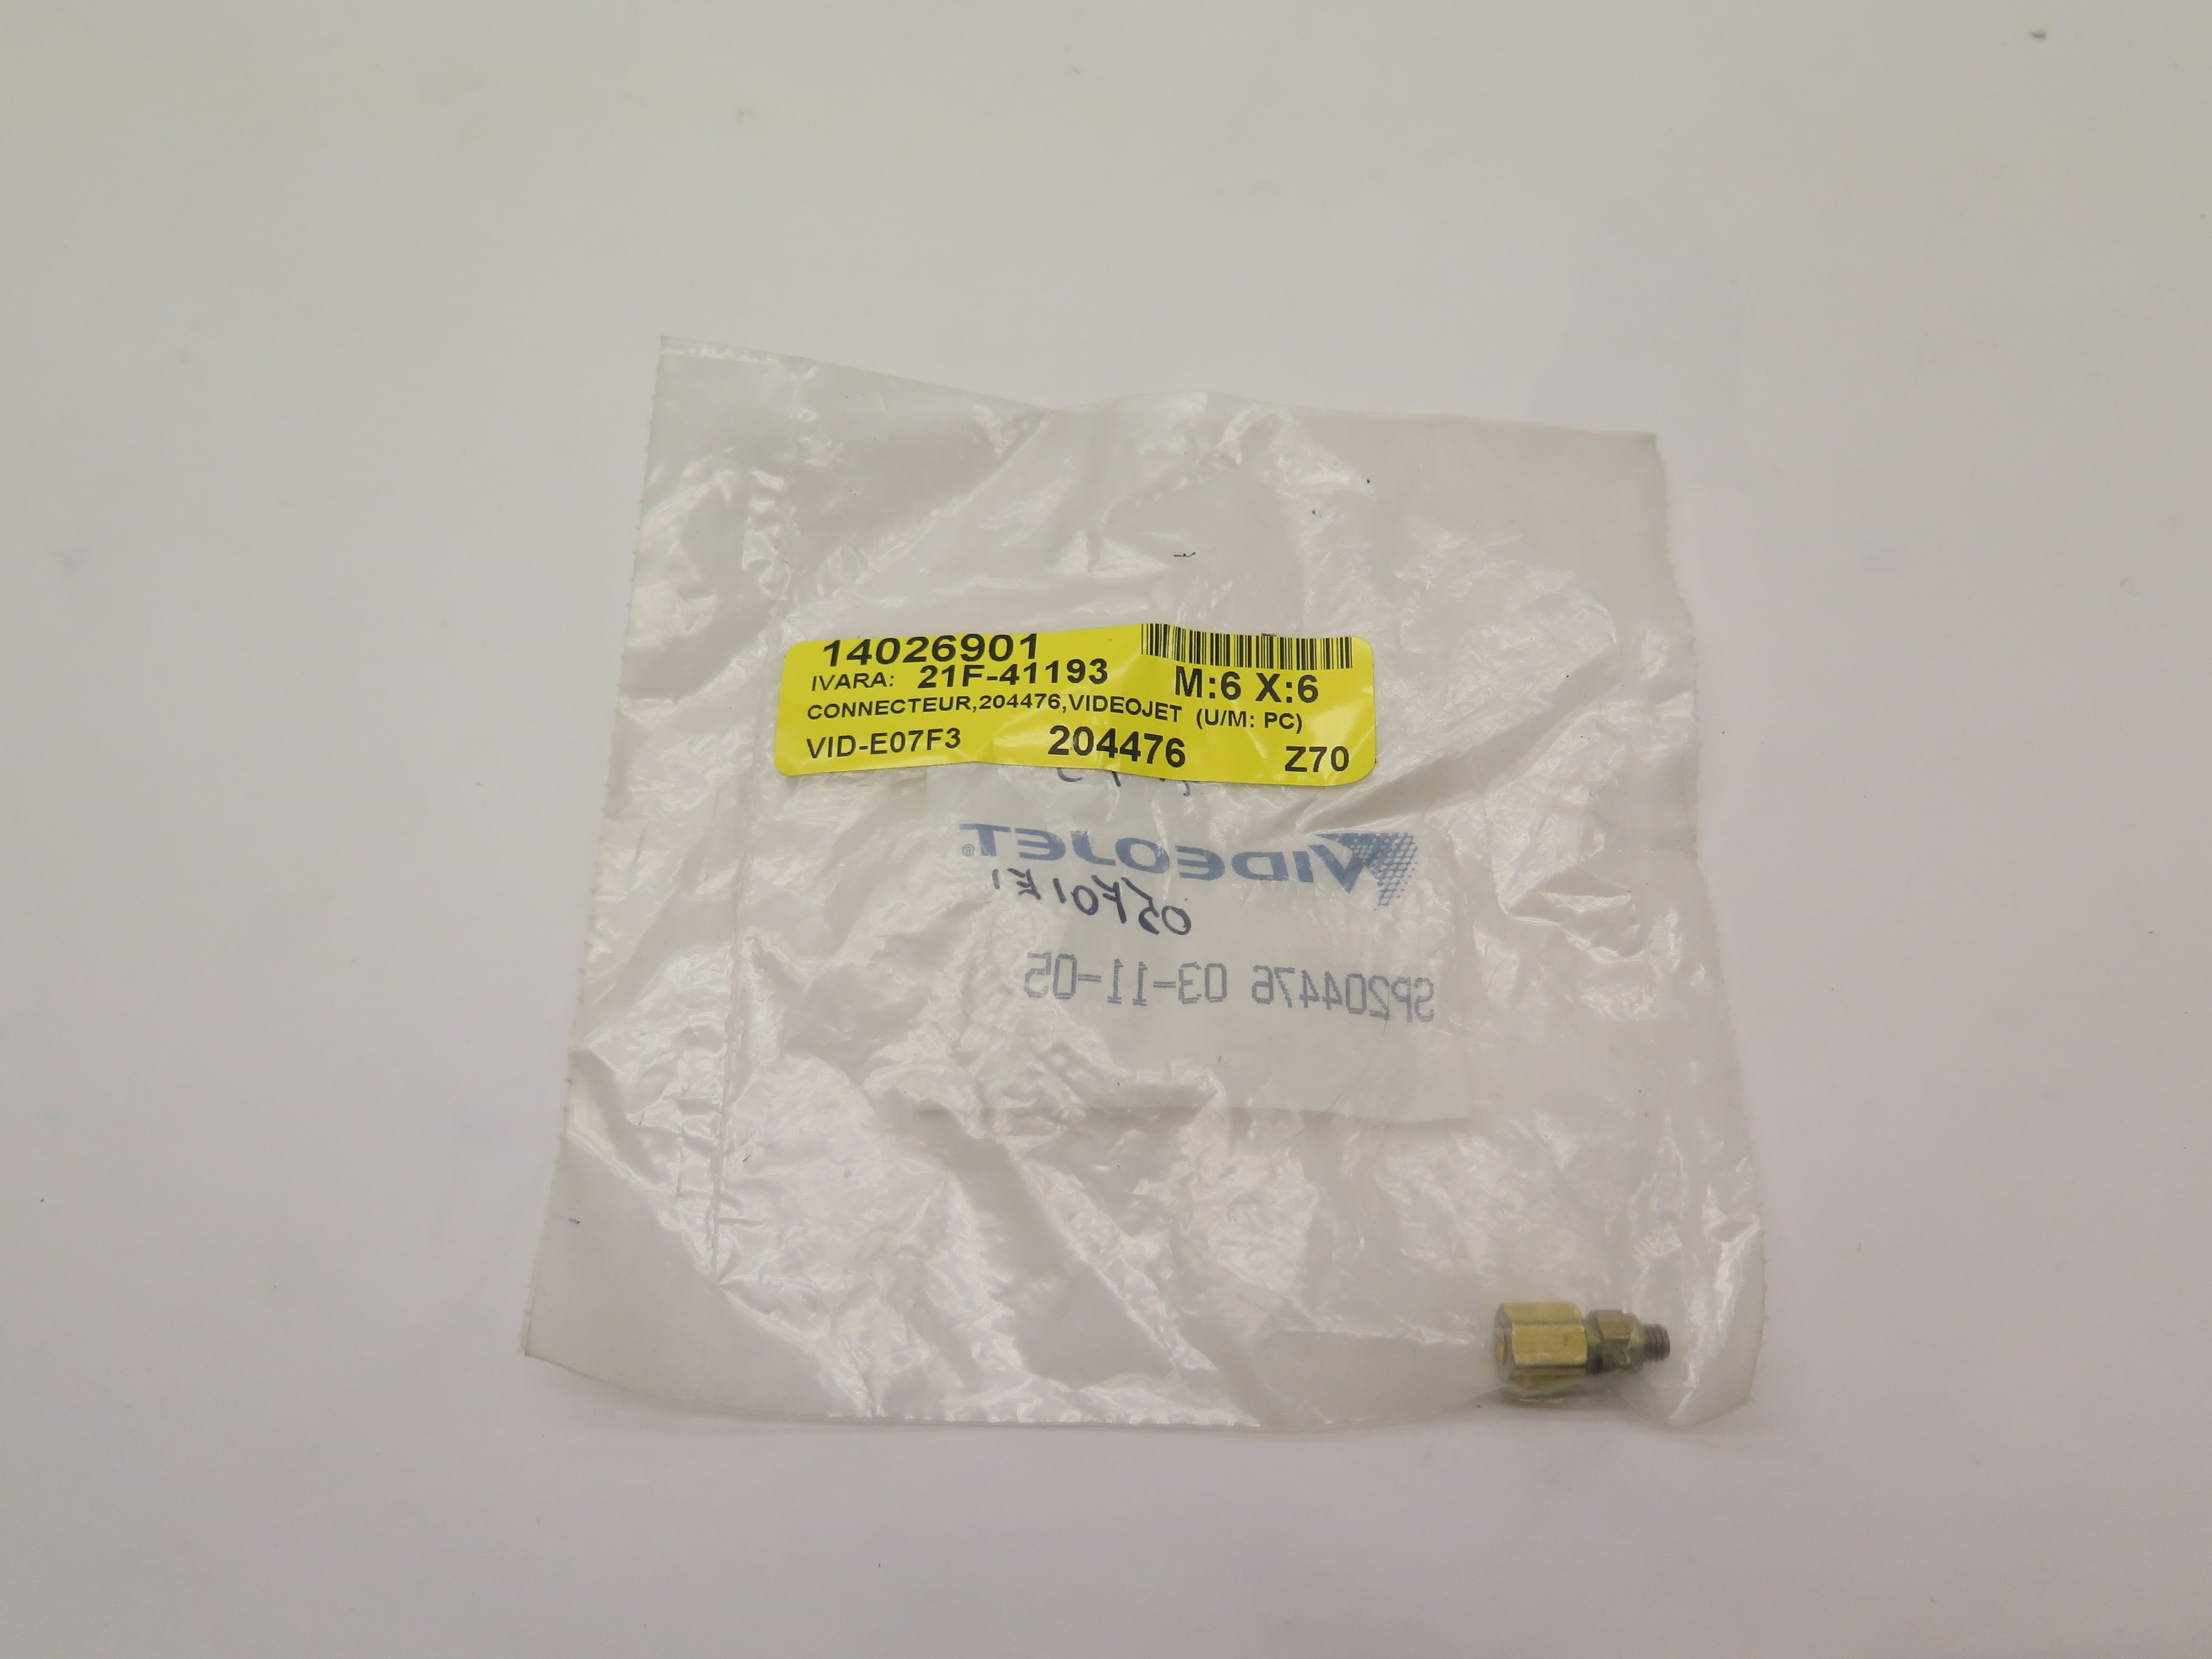 14026901
IVARA: 21F-41193 M:6 X:6
CONNECTEUR,204476,VIDEOJET (U/M: PC)
VID-E07F3 204476 Z70
VIDEOJET®
SP204476 03-11-05